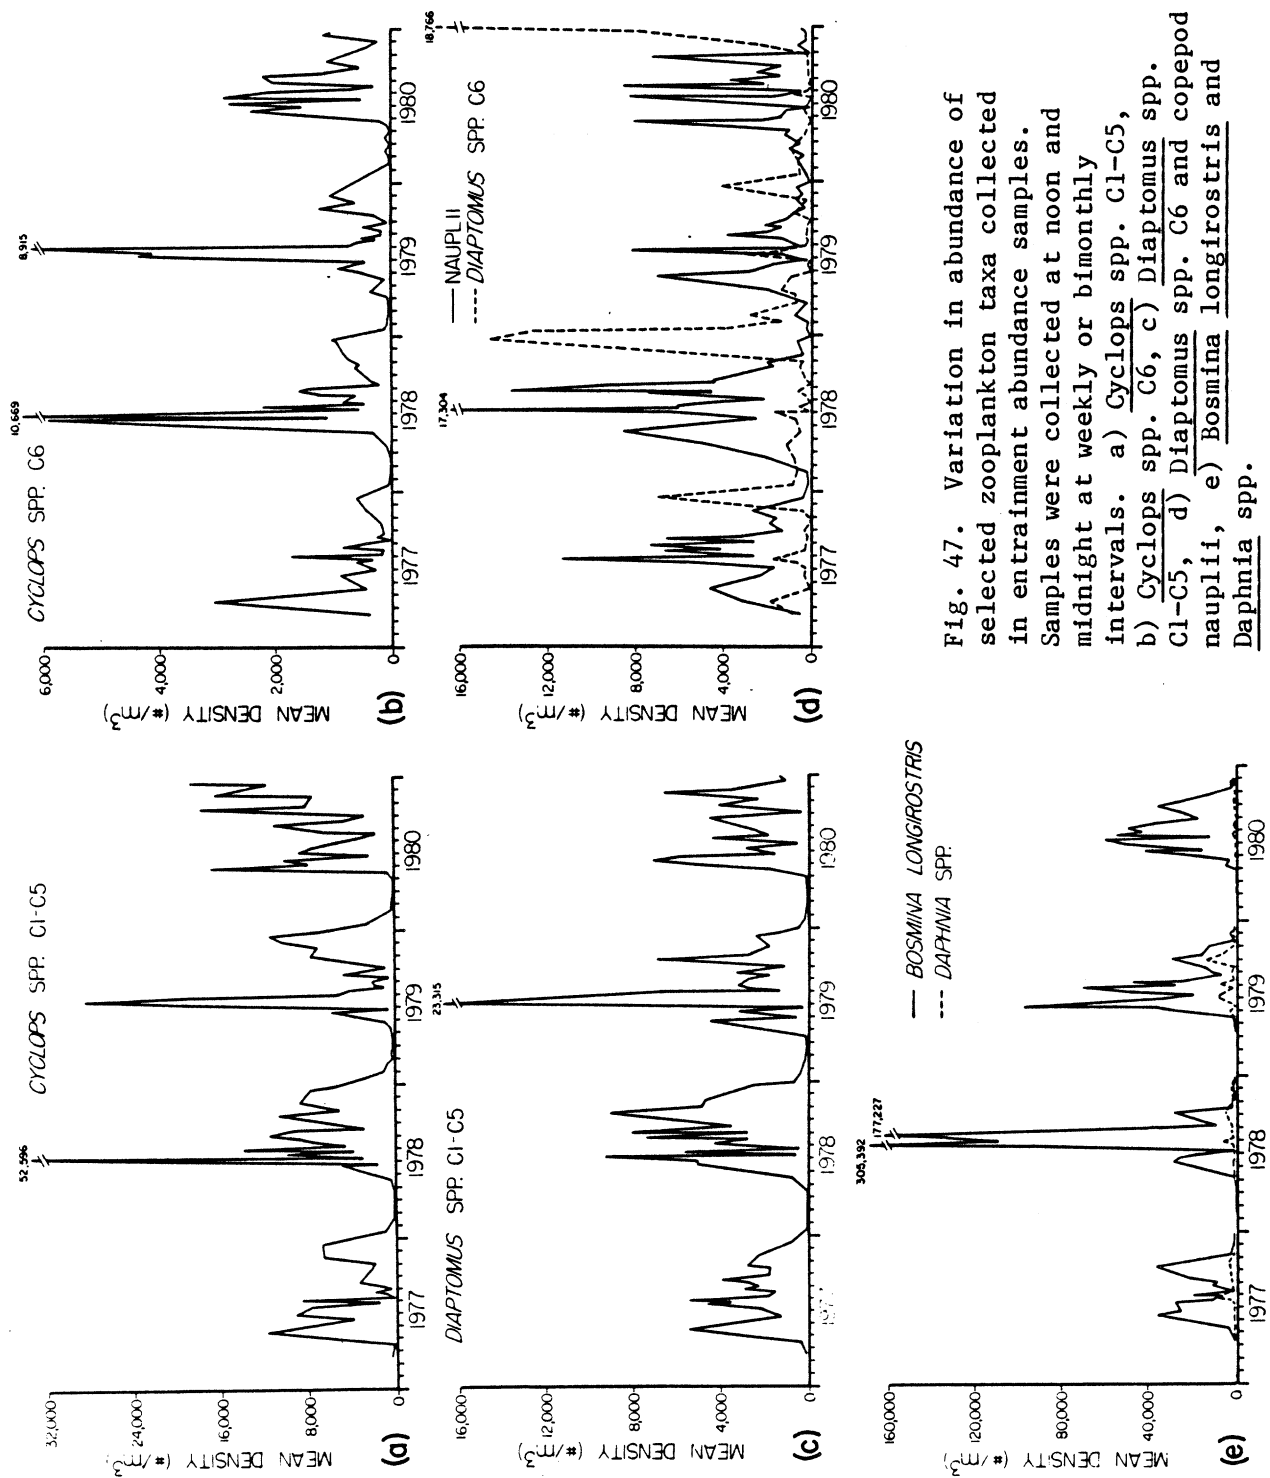 CYCLOPS SPP. C1-C5
52,596
32,000
24,000
16,000
8,000
0
MEAN DENSITY (#/m3)
1977
1978
1979
1980
(a)
CYCLOPS SPP. C6
10,669
8,915
6,000
4,000
2,000
0
MEAN DENSITY (#/m3)
1977
1978
1979
1980
(b)
DIAPTOMUS SPP. C1-C5
23,315
16,000
12,000
8,000
4,000
0
MEAN DENSITY (#/m3)
1978
1979
1980
(c)
NAUPLII
DIAPTOMUS SPP. C6
17,304
18,766
16,000
12,000
8,000
4,000
0
MEAN DENSITY (#/m3)
1977
1978
1979
1980
(d)
BOSMINA LONGIROSTRIS
DAPHNIA SPP.
305,392
177,227
160,000
120,000
80,000
40,000
0
MEAN DENSITY (#/m3)
1977
1978
1979
1980
(e)
Fig. 47. Variation in abundance of
selected zooplankton taxa collected
in entrainment abundance samples.
Samples were collected at noon and
midnight at weekly or bimonthly
intervals. a) Cyclops spp. C1-C5,
b) Cyclops spp. C6, c) Diaptomus spp.
C1-C5, d) Diaptomus spp. C6 and copepod
nauplii, e) Bosmina longirostris and
Daphnia spp.